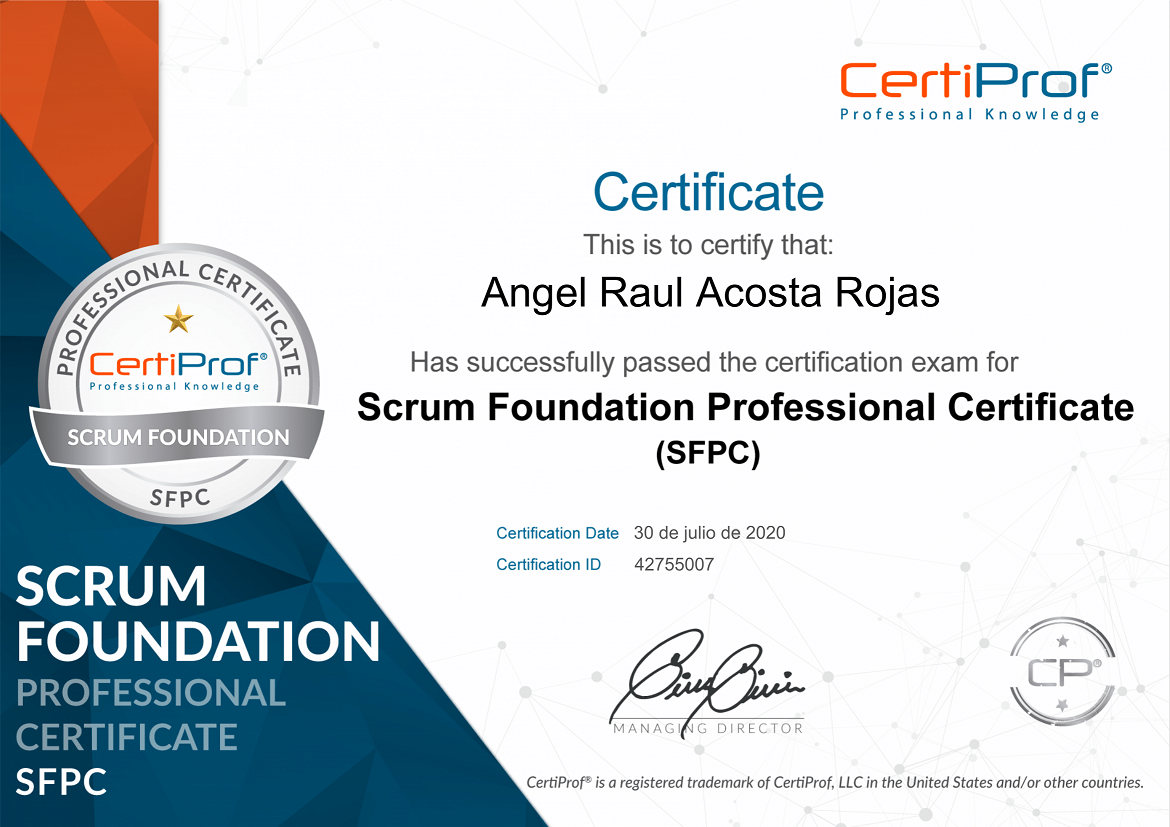 CertiProf®
Professional Knowledge
Certificate
This is to certify that:
Angel Raul Acosta Rojas
Has successfully passed the certification exam for
Scrum Foundation Professional Certificate
(SFPC)
Certification Date 30 de julio de 2020
Certification ID 42755007
MANAGING DIRECTOR
CP®
CertiProf® is a registered trademark of CertiProf, LLC in the United States and/or other countries.
PROFESSIONAL CERTIFICATE
CertiProf®
Professional Knowledge
SCRUM FOUNDATION
SFPC
SCRUM
FOUNDATION
PROFESSIONAL
CERTIFICATE
SFPC